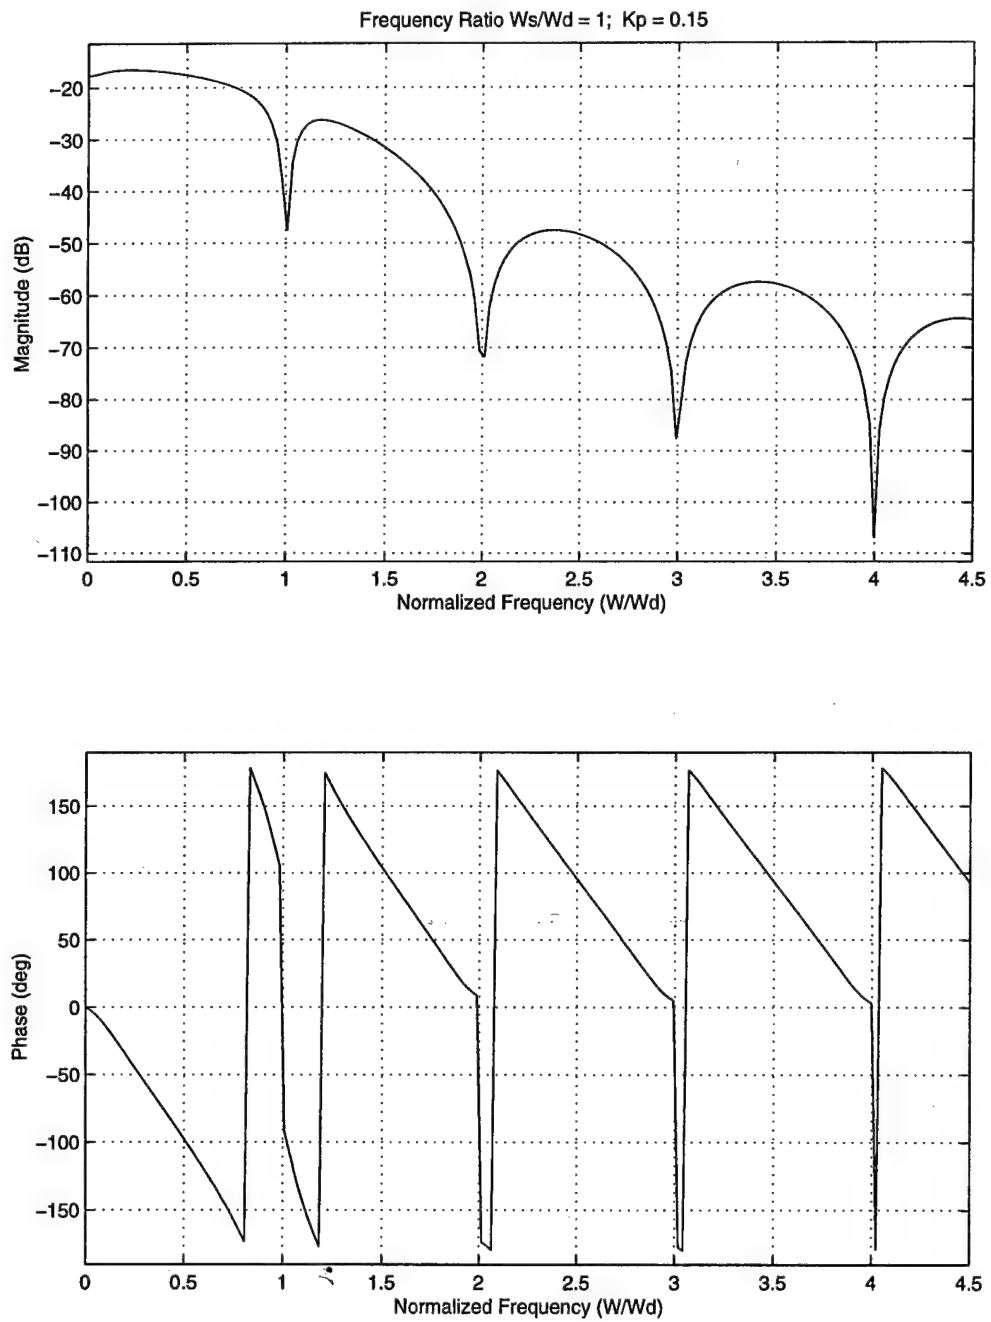 Frequency Ratio Ws/Wd = 1; Kp = 0.15
Magnitude (dB)
−20
−30
−40
−50
−60
−70
−80
−90
−100
−110
0 0.5 1 1.5 2 2.5 3 3.5 4 4.5
Normalized Frequency (W/Wd)
Phase (deg)
150
100
50
0
−50
−100
−150
0 0.5 1 1.5 2 2.5 3 3.5 4 4.5
Normalized Frequency (W/Wd)